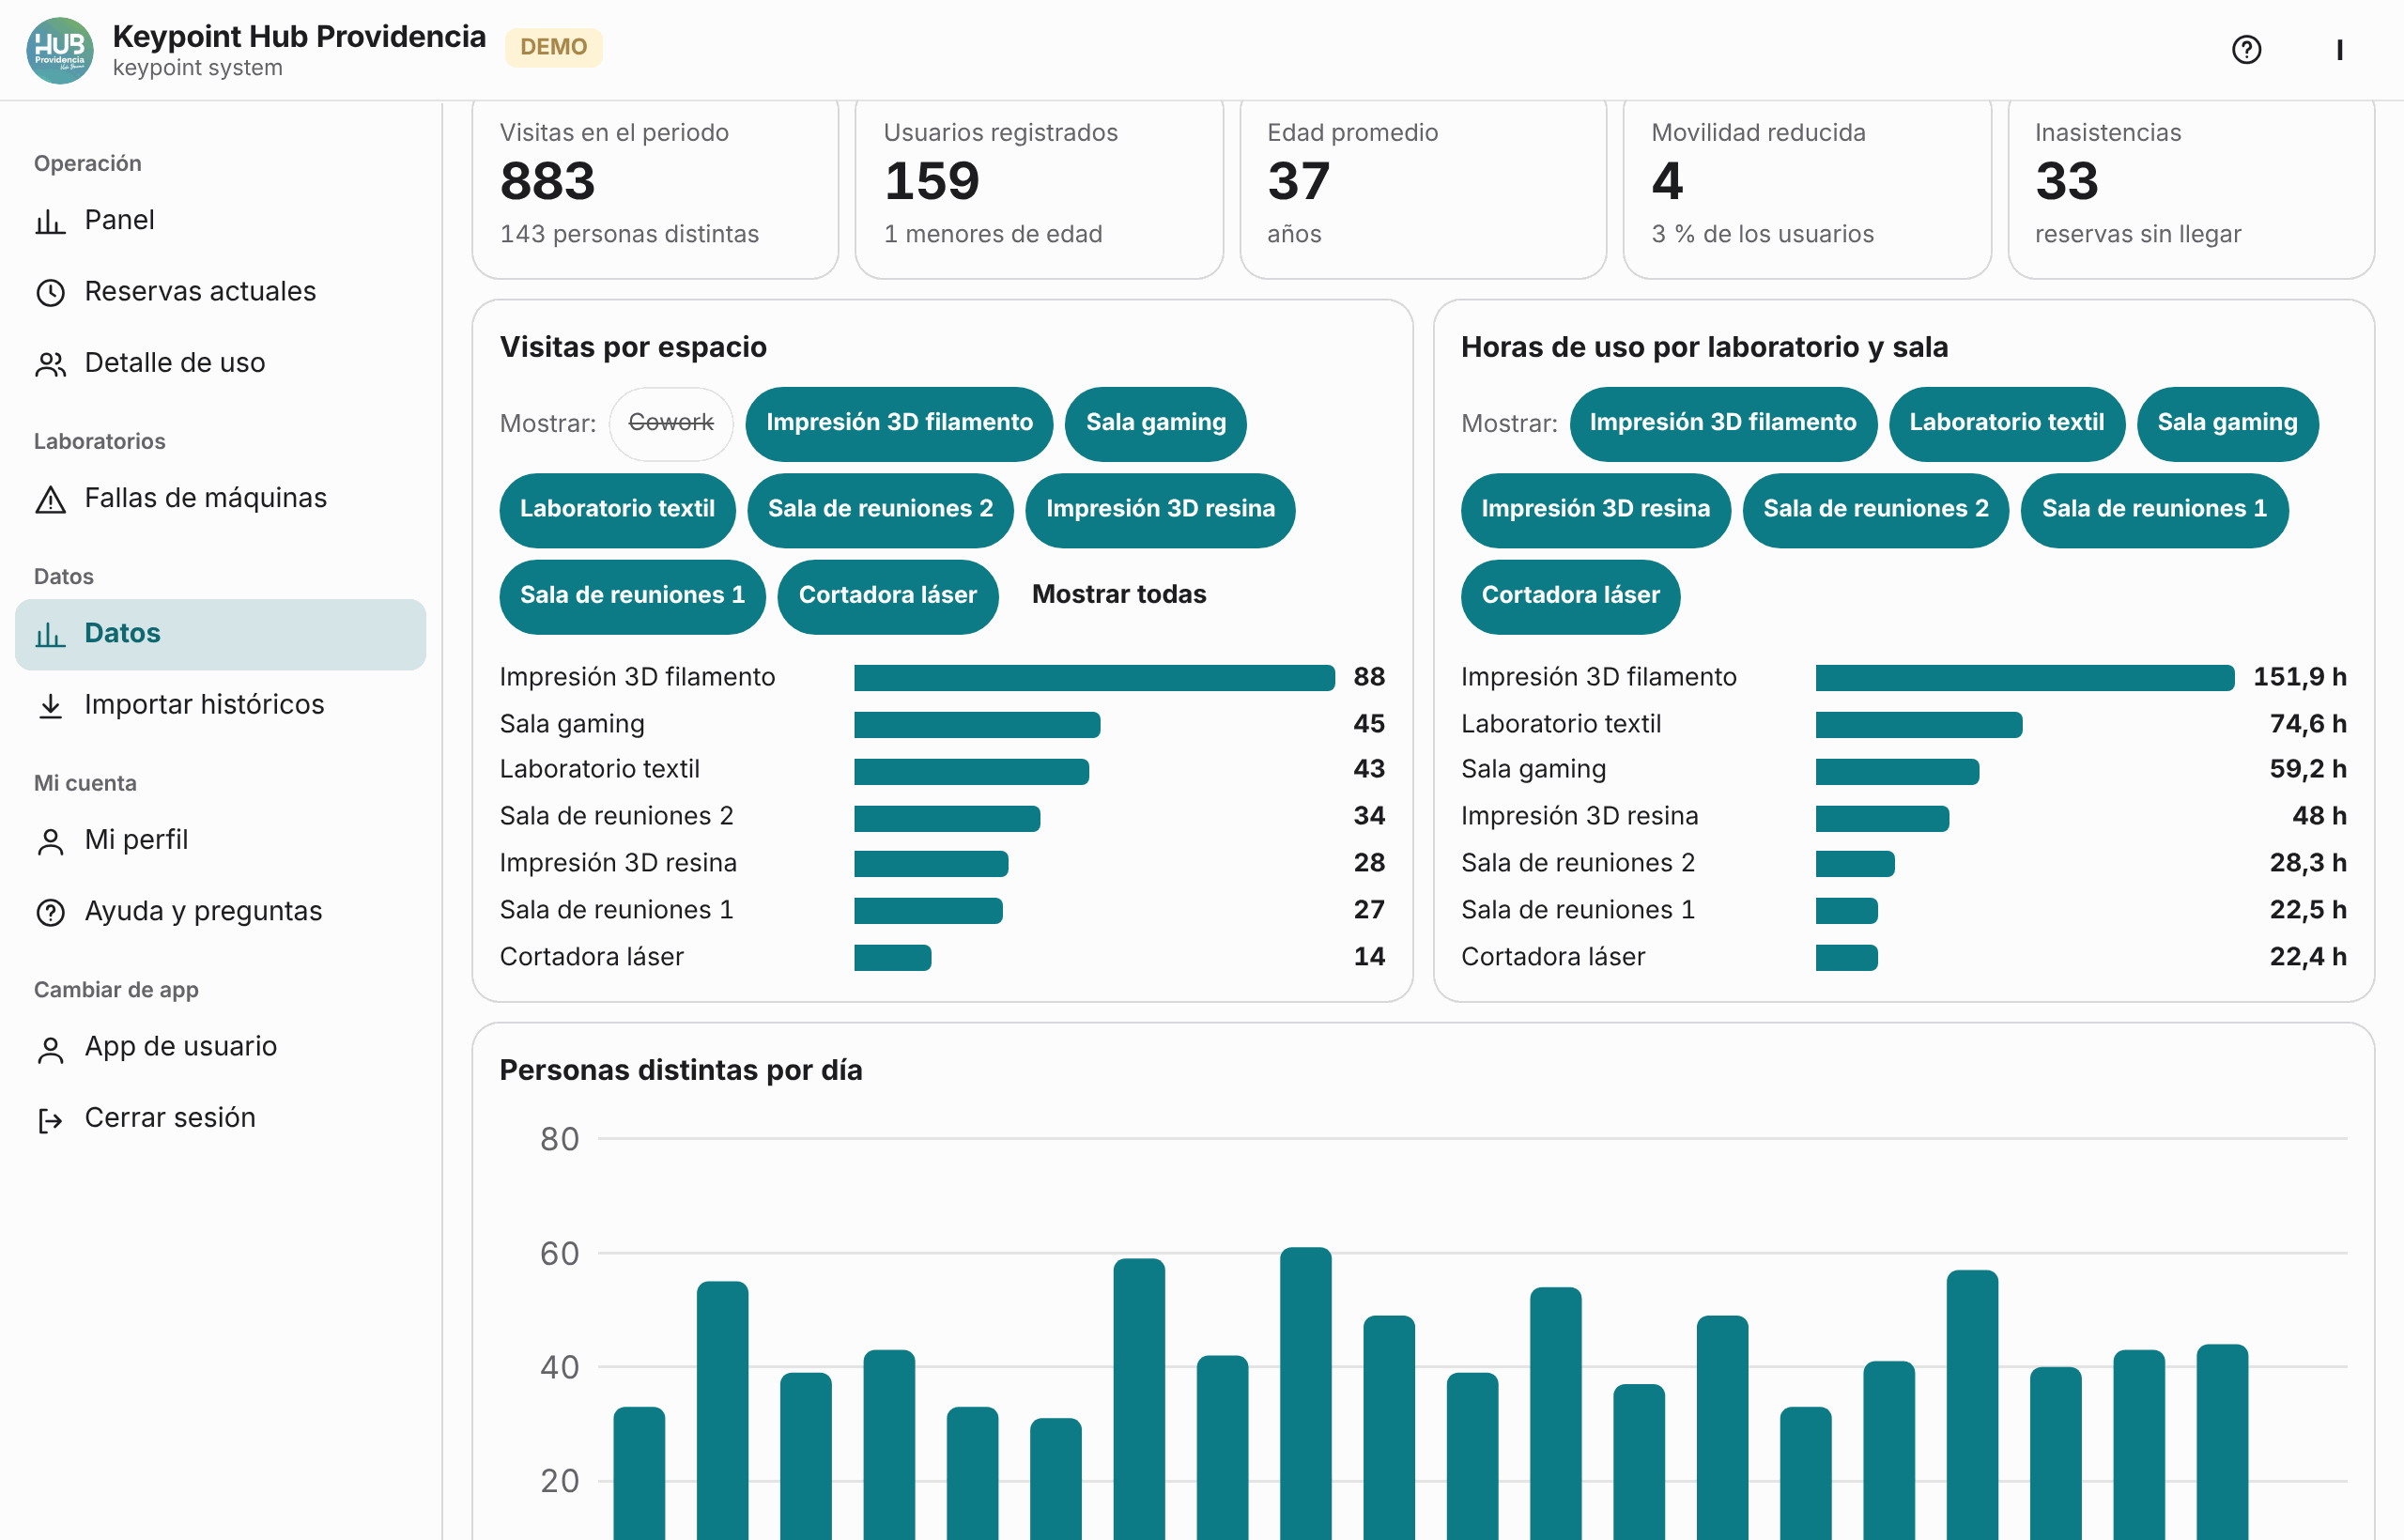 HUB
Providencia
Keypoint Hub Providencia
DEMO
keypoint system
I
Operación
Panel
Reservas actuales
Detalle de uso
Laboratorios
Fallas de máquinas
Datos
Datos
Importar históricos
Mi cuenta
Mi perfil
Ayuda y preguntas
Cambiar de app
App de usuario
Cerrar sesión
Visitas en el periodo
883
143 personas distintas
Usuarios registrados
159
1 menores de edad
Edad promedio
37
años
Movilidad reducida
4
3 % de los usuarios
Inasistencias
33
reservas sin llegar
Visitas por espacio
Mostrar: Cowork Impresión 3D filamento Sala gaming
Laboratorio textil Sala de reuniones 2 Impresión 3D resina
Sala de reuniones 1 Cortadora láser Mostrar todas
Impresión 3D filamento 88
Sala gaming 45
Laboratorio textil 43
Sala de reuniones 2 34
Impresión 3D resina 28
Sala de reuniones 1 27
Cortadora láser 14
Horas de uso por laboratorio y sala
Mostrar: Impresión 3D filamento Laboratorio textil Sala gaming
Impresión 3D resina Sala de reuniones 2 Sala de reuniones 1
Cortadora láser
Impresión 3D filamento 151,9 h
Laboratorio textil 74,6 h
Sala gaming 59,2 h
Impresión 3D resina 48 h
Sala de reuniones 2 28,3 h
Sala de reuniones 1 22,5 h
Cortadora láser 22,4 h
Personas distintas por día
80
60
40
20